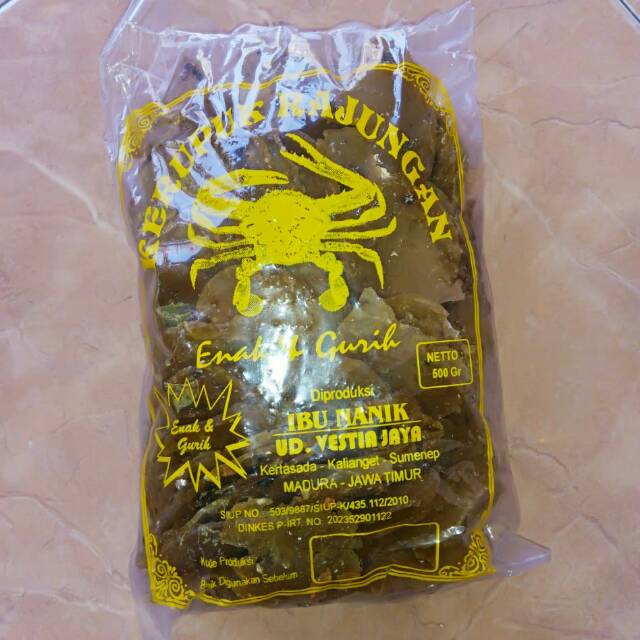 KERUPUK RAJUNGAN
Enak & Gurih
NETTO
500 Gr
Enak &
Gurih
Diproduksi
IBU NANIK
UD. VESTIA JAYA
Kertasada - Kalianget - Sumenep
MADURA - JAWA TIMUR
SIUP NO. 503/9887/SIUP-K/435.112/2010
DINKES P-IRT NO. 202352901122
Kode Produksi
Baik Digunakan Sebelum